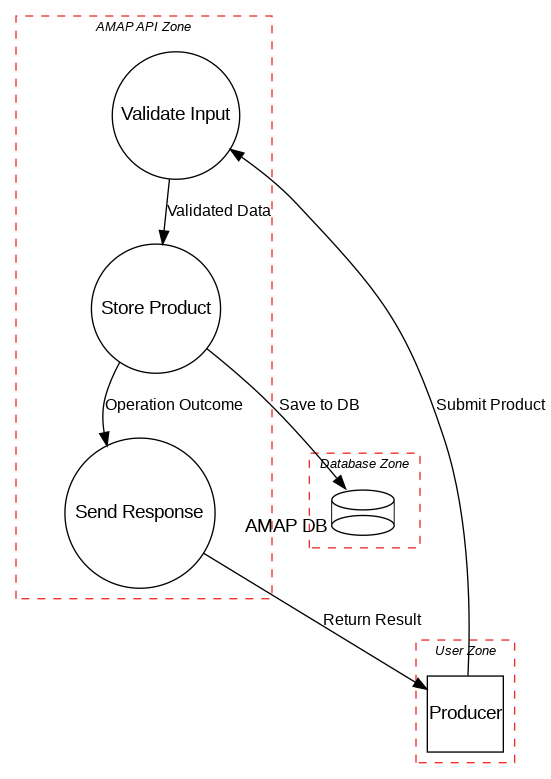 AMAP API Zone
Validate Input
Validated Data
Store Product
Operation Outcome
Save to DB
Submit Product
Database Zone
Send Response
AMAP DB
Return Result
User Zone
Producer